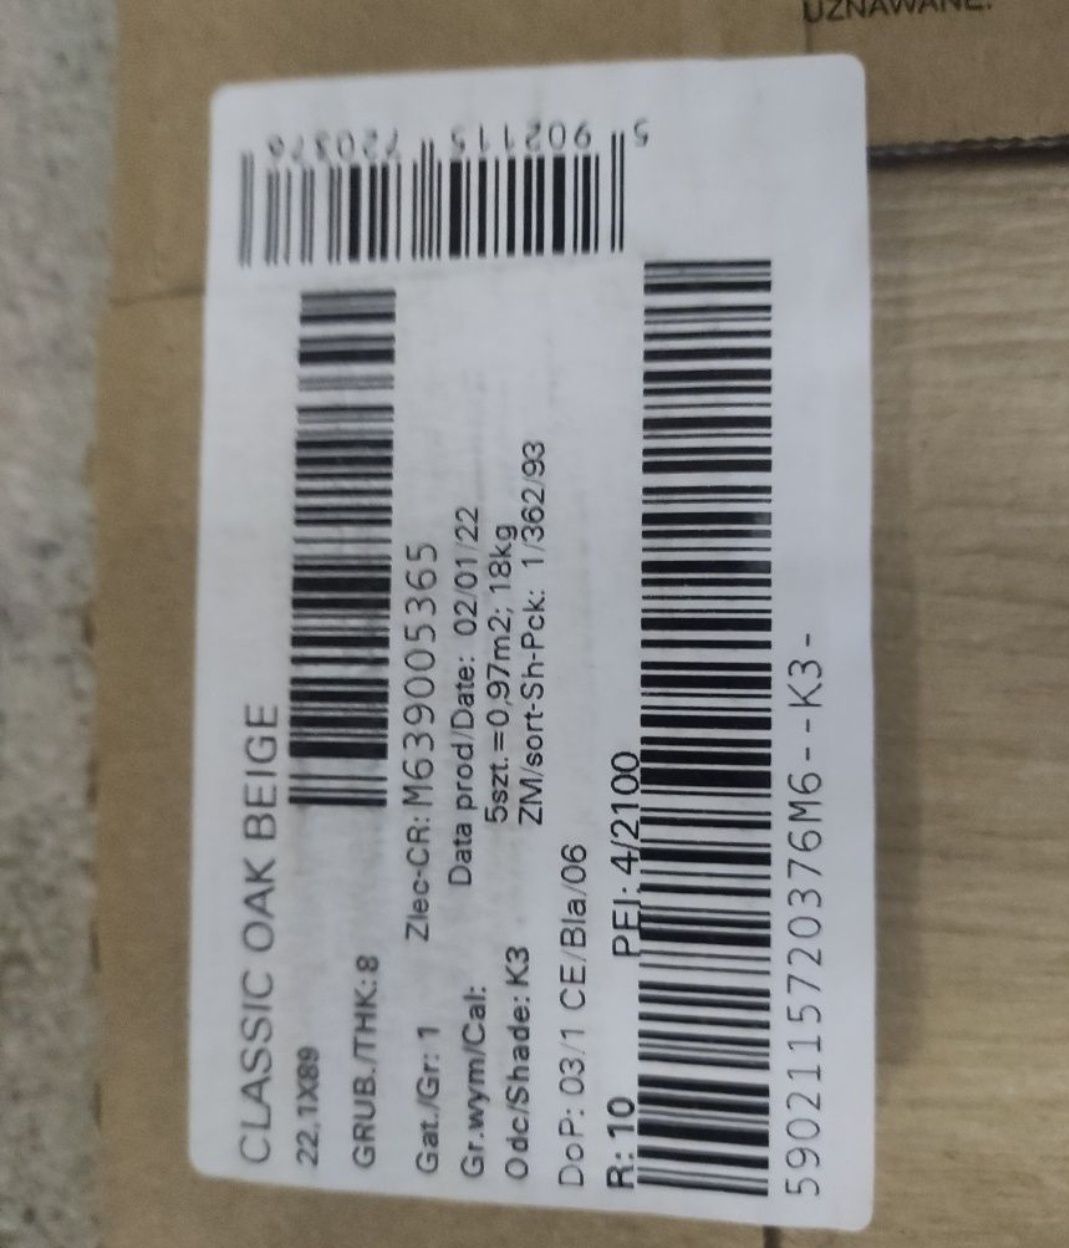 CLASSIC OAK BEIGE
22,1X89
GRUB./THK:8
Gat./Gr: 1
Zlec-CR: M639005365
Gr.wym/Cal:
Data prod/Date: 02/01/22
5szt.=0,97m2; 18kg
Odc/Shade: K3
ZM/sort-Sh-Pck: 1/362/93
DoP: 03/1 CE/BIa/06
R: 10
PEI: 4/2100
5902115720376M6--K3-
5 902115 720376
UZNAWANE.